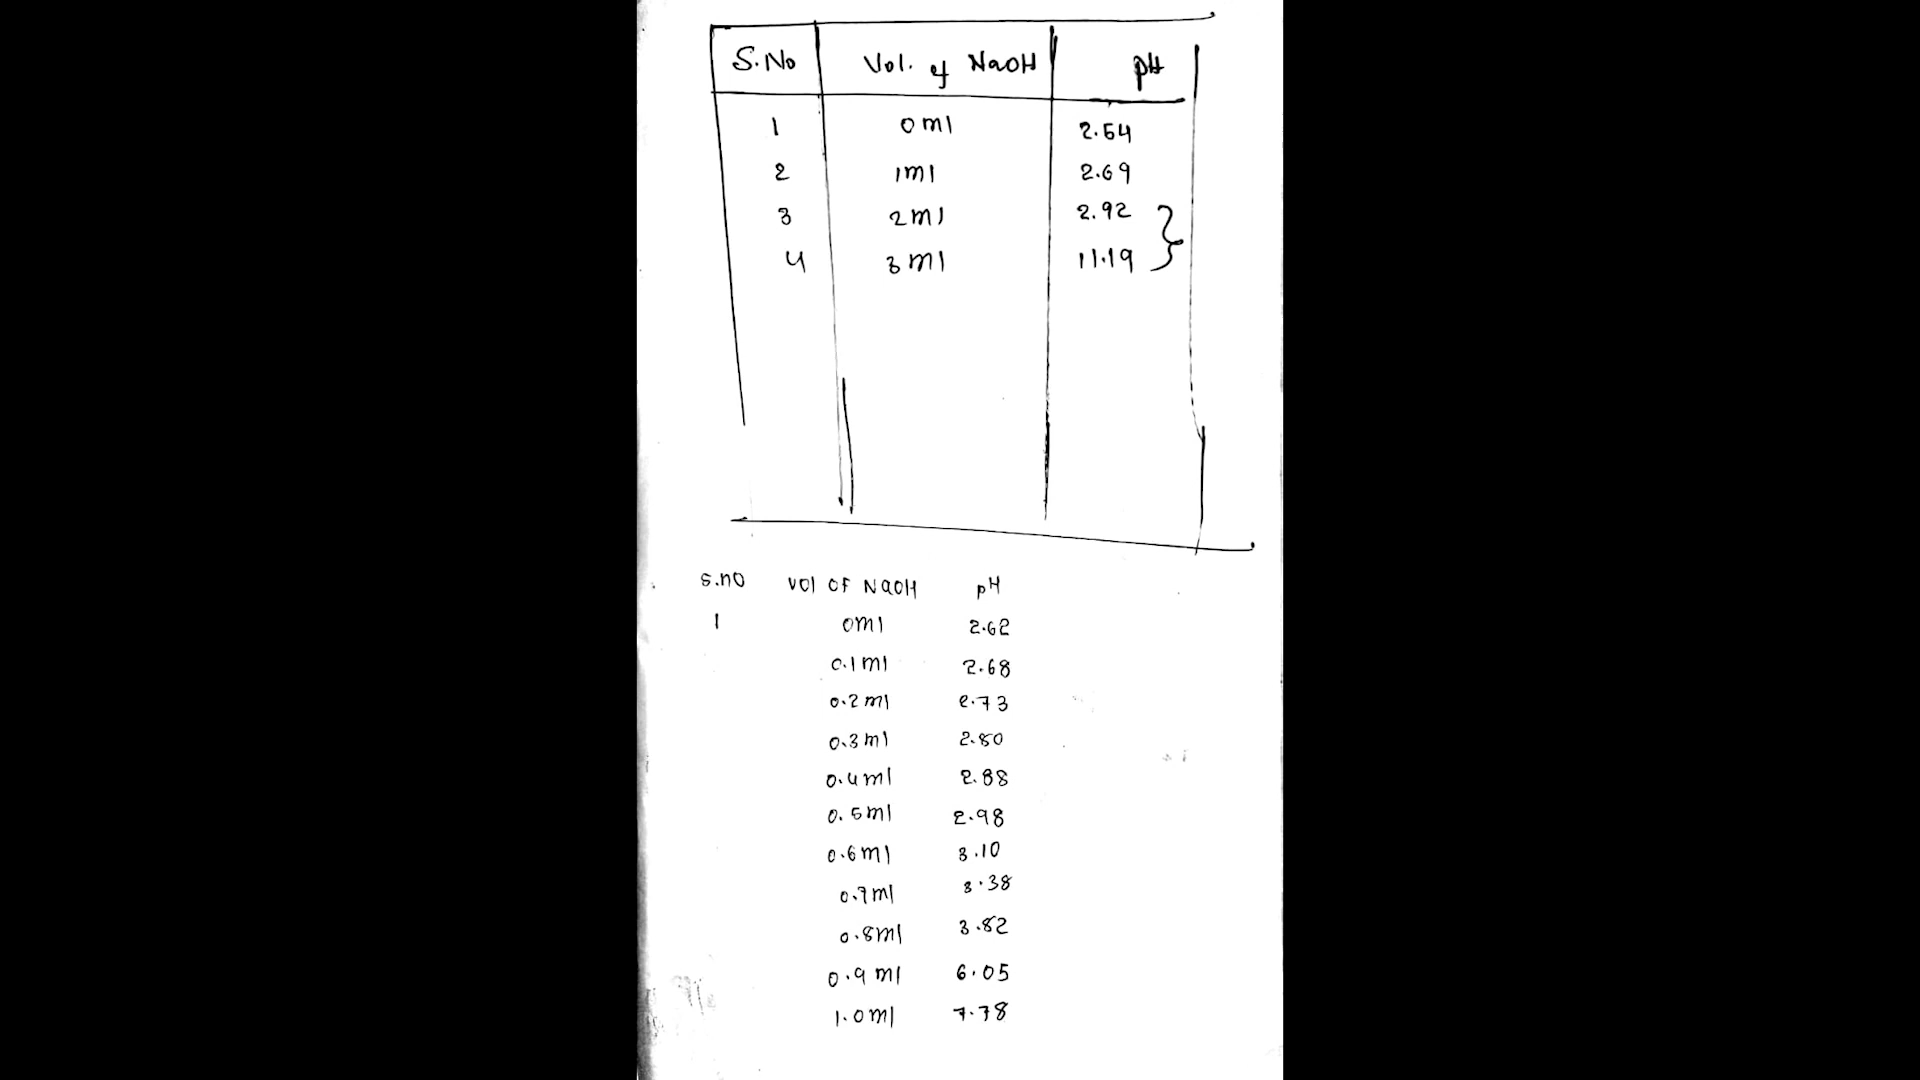 S.No Vol. of NaOH pH
1 0 ml 2.54
2 1ml 2.69
3 2ml 2.92
4 3ml 11.19
S.no Vol OF NaOH pH
1 0ml 2.62
0.1ml 2.68
0.2ml 2.73
0.3ml 2.80
0.4ml 2.88
0.5ml 2.98
0.6ml 3.10
0.7ml 3.38
0.8ml 3.82
0.9ml 6.05
1.0ml 7.78